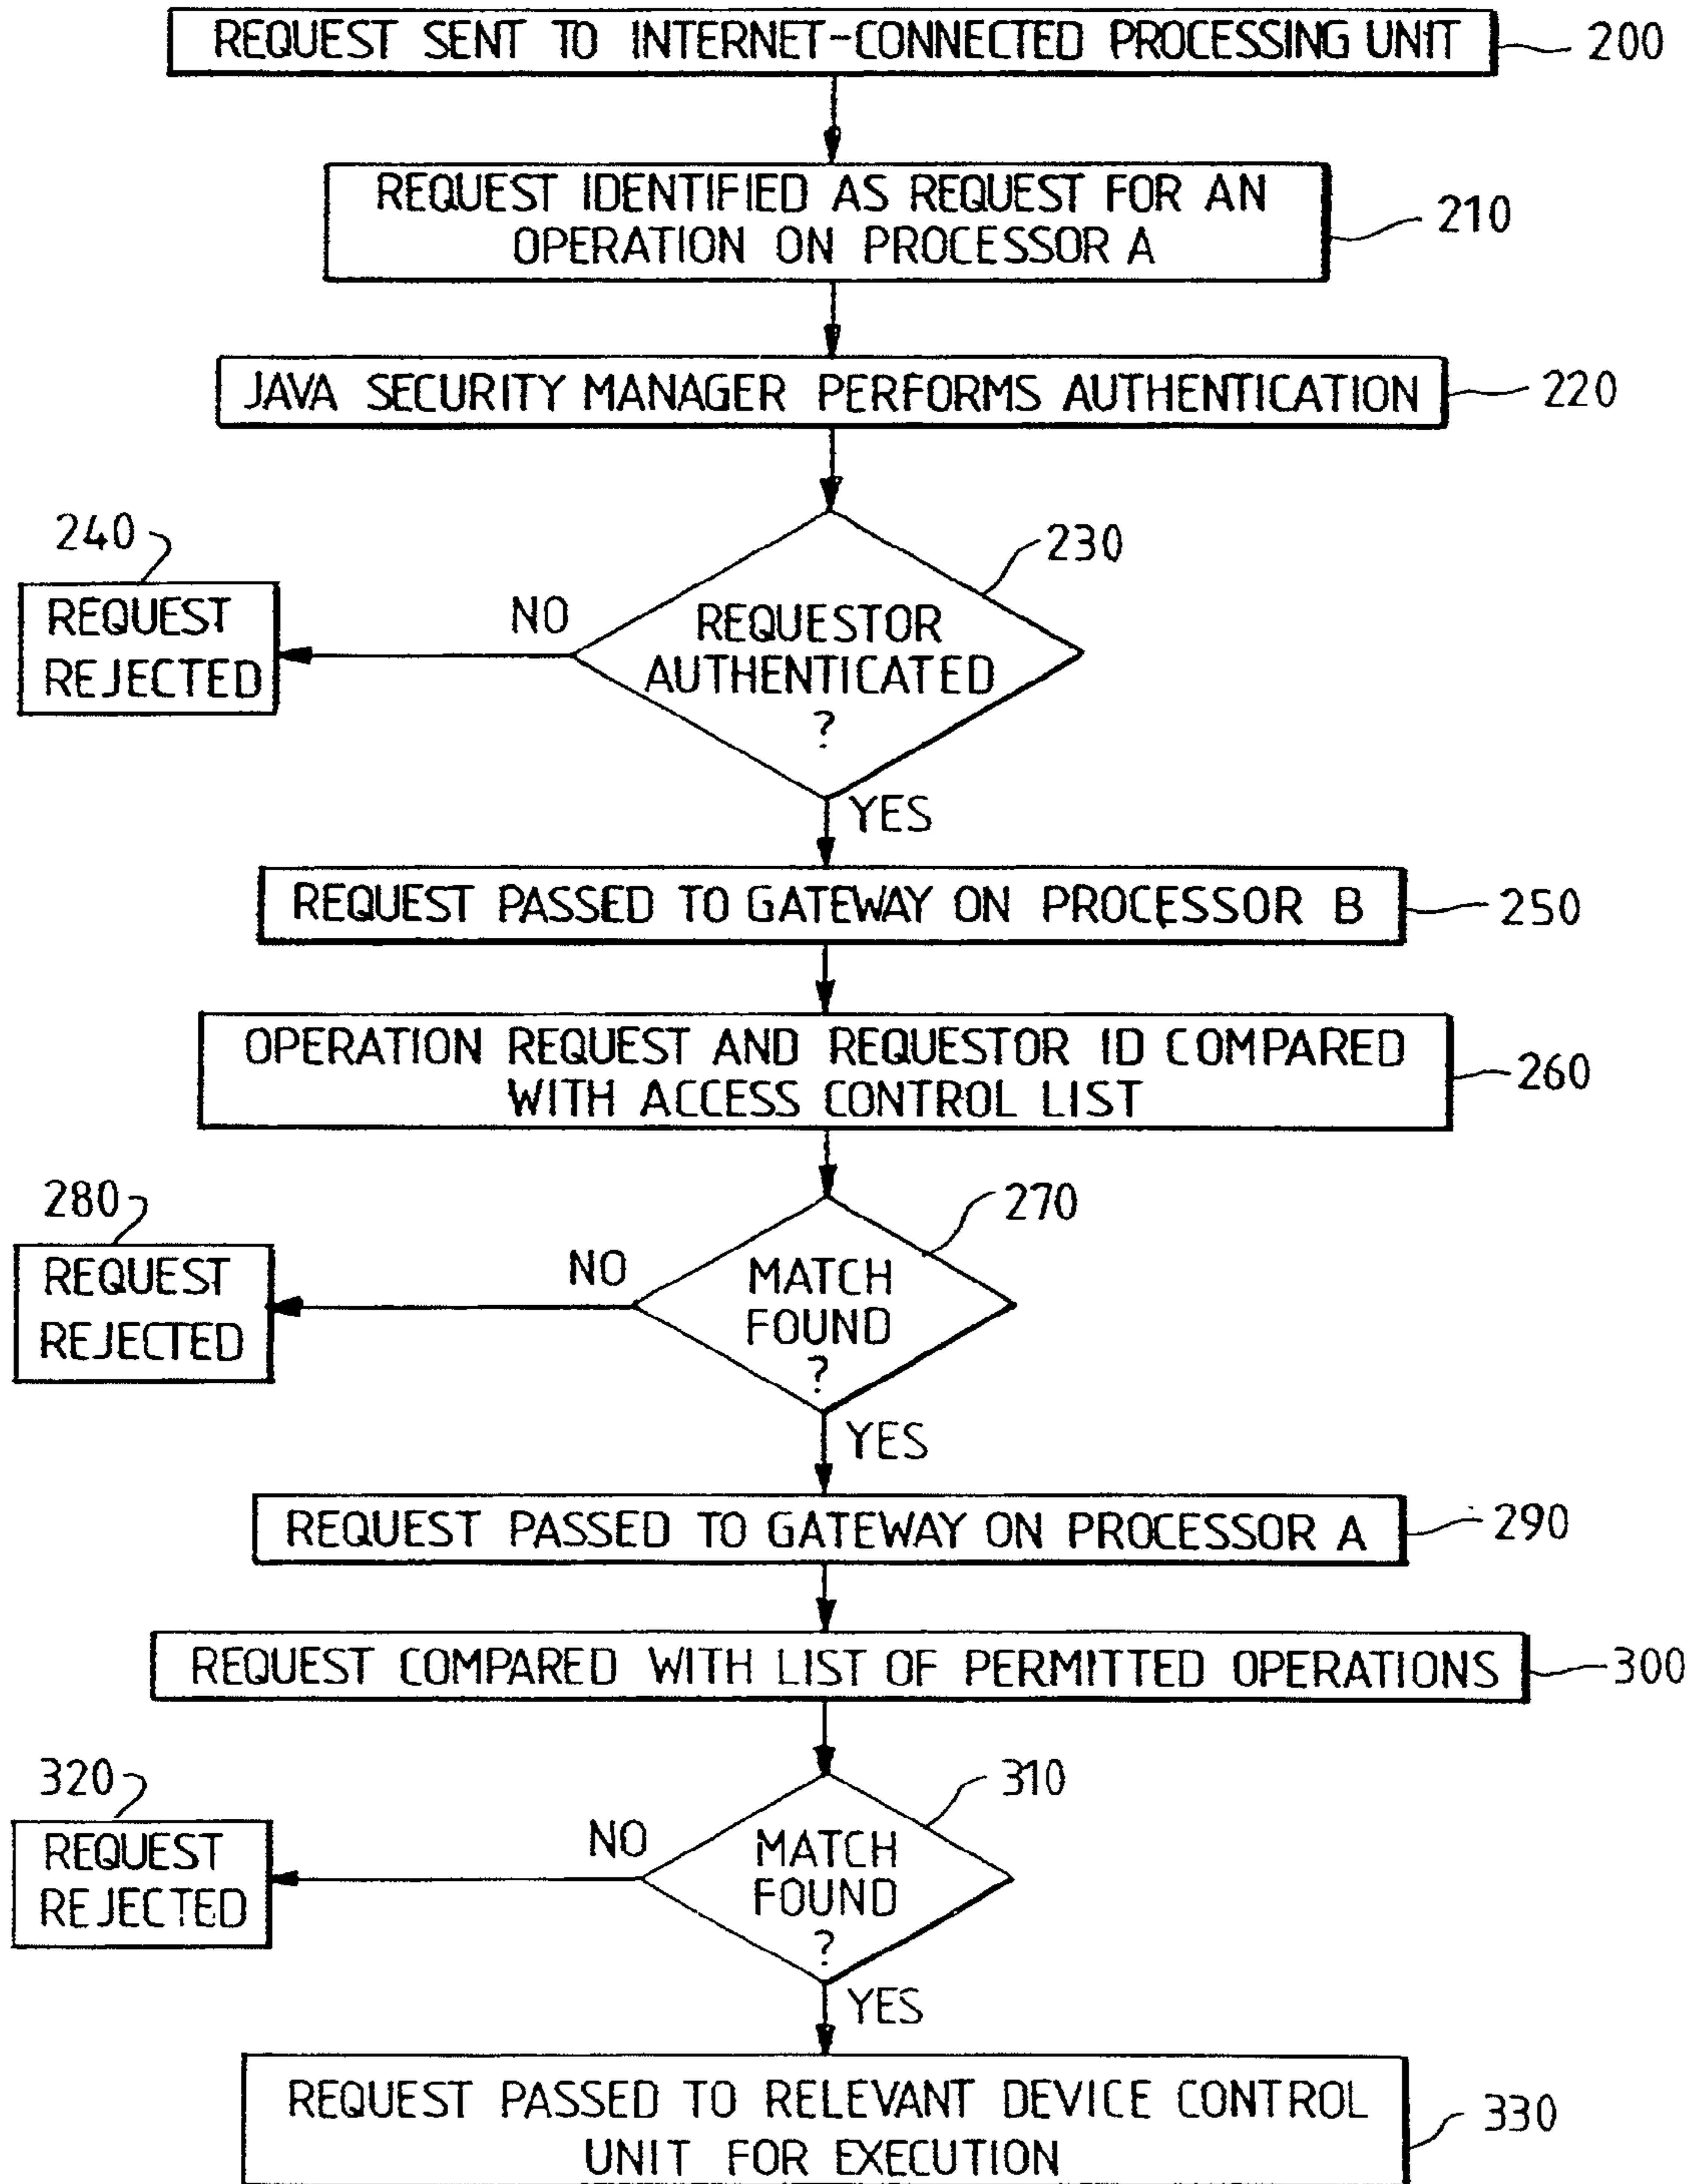 REQUEST SENT TO INTERNET-CONNECTED PROCESSING UNIT
200
REQUEST IDENTIFIED AS REQUEST FOR AN
OPERATION ON PROCESSOR A
210
JAVA SECURITY MANAGER PERFORMS AUTHENTICATION
220
230
REQUESTOR
AUTHENTICATED
?
NO
240
REQUEST
REJECTED
YES
REQUEST PASSED TO GATEWAY ON PROCESSOR B
250
OPERATION REQUEST AND REQUESTOR ID COMPARED
WITH ACCESS CONTROL LIST
260
270
MATCH
FOUND
?
NO
280
REQUEST
REJECTED
YES
REQUEST PASSED TO GATEWAY ON PROCESSOR A
290
REQUEST COMPARED WITH LIST OF PERMITTED OPERATIONS
300
310
MATCH
FOUND
?
NO
320
REQUEST
REJECTED
YES
REQUEST PASSED TO RELEVANT DEVICE CONTROL
UNIT FOR EXECUTION
330